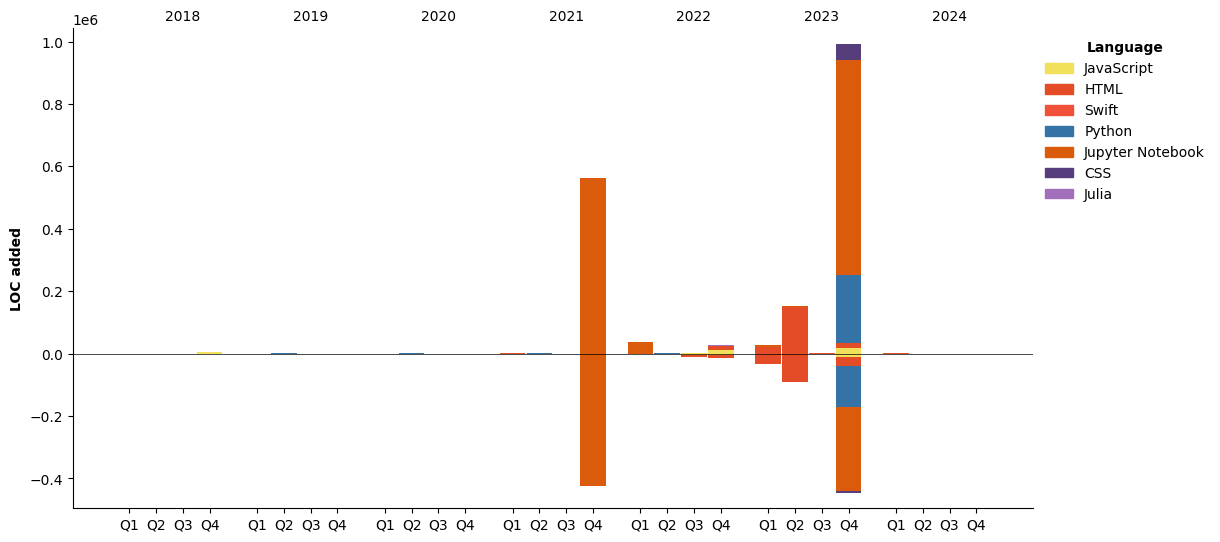 1e6
2018 2019 2020 2021 2022 2023 2024
1.0
0.8
0.6
0.4
0.2
0.0
−0.2
−0.4
LOC added
Q1 Q2 Q3 Q4 Q1 Q2 Q3 Q4 Q1 Q2 Q3 Q4 Q1 Q2 Q3 Q4 Q1 Q2 Q3 Q4 Q1 Q2 Q3 Q4 Q1 Q2 Q3 Q4
Language
JavaScript
HTML
Swift
Python
Jupyter Notebook
CSS
Julia